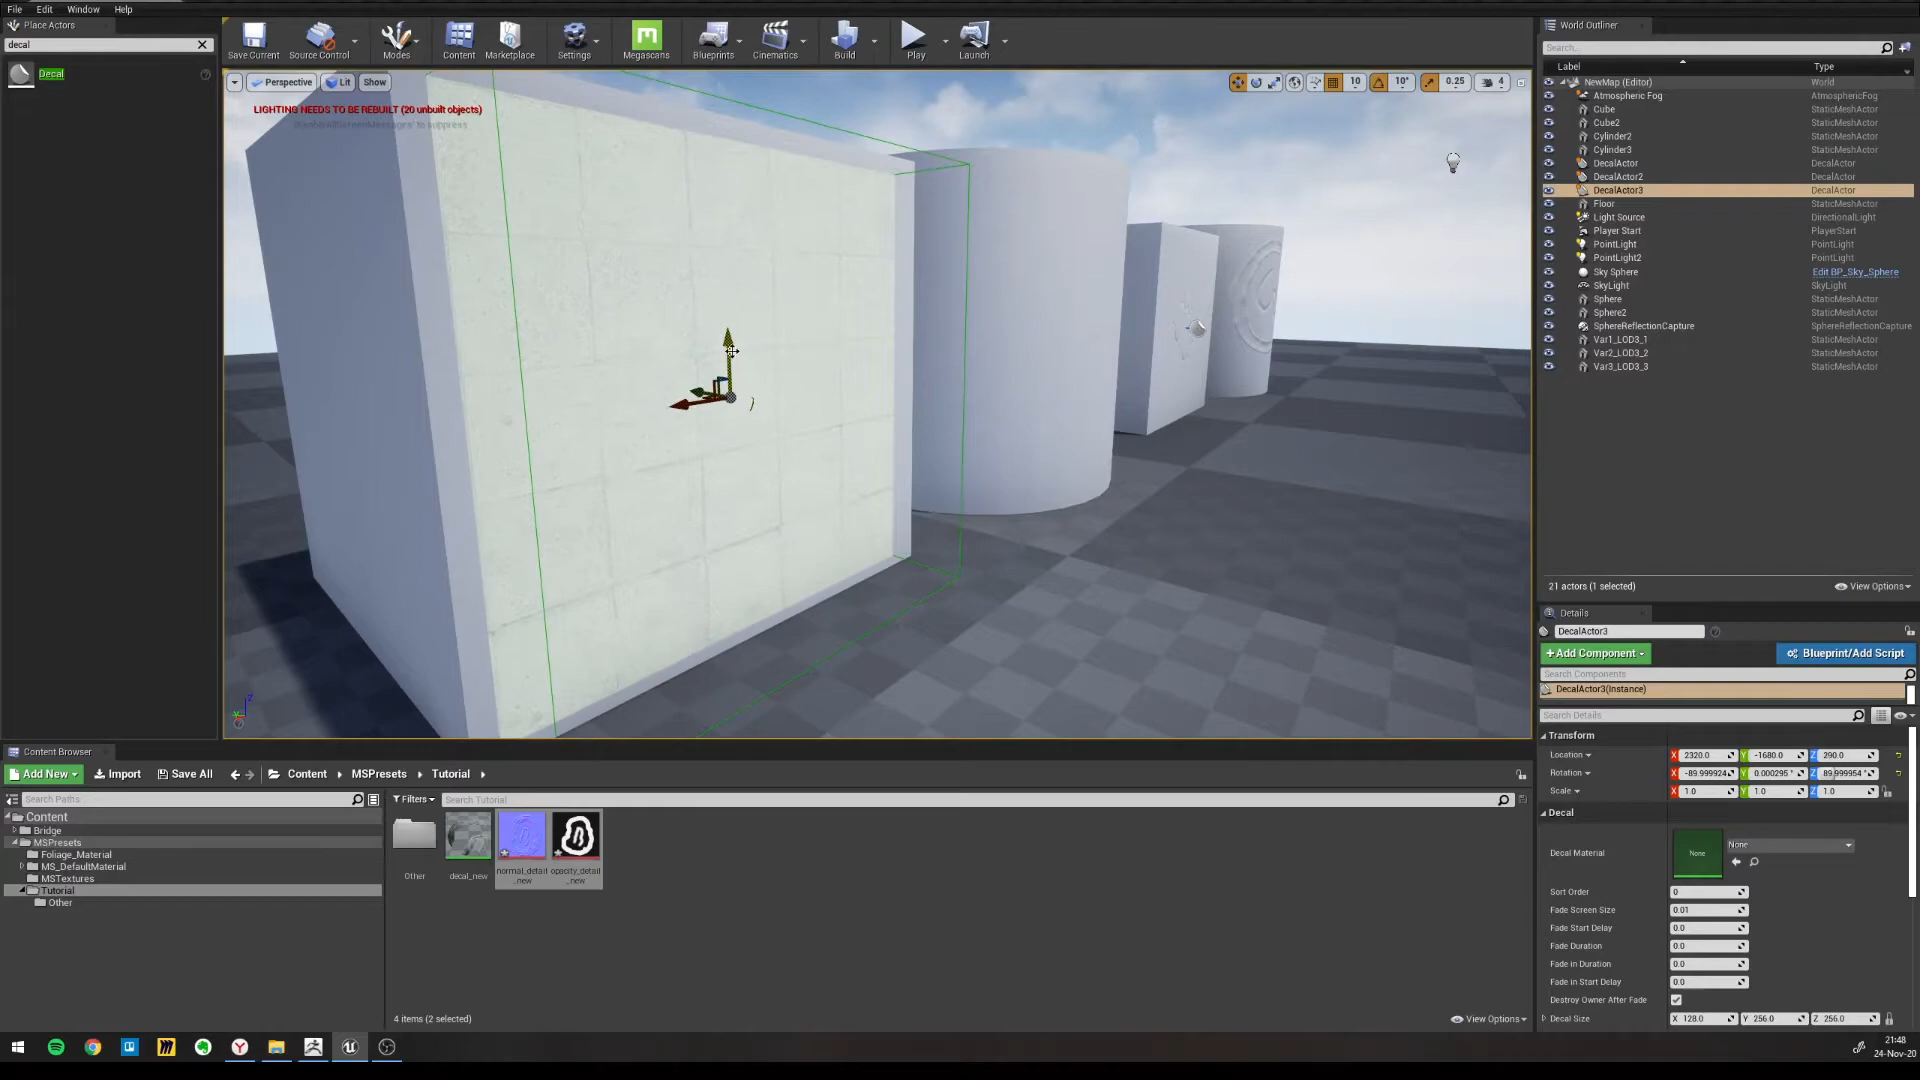 File Edit Window Help
Place Actors
decal
Decal
Save Current
Source Control
Modes
Content
Marketplace
Settings
Megascans
Blueprints
Cinematics
Build
Play
Launch
Perspective Lit Show
10 10° 0.25 4
LIGHTING NEEDS TO BE REBUILT (20 unbuilt objects)
'DisableAllScreenMessages' to suppress
World Outliner
Search...
Label Type
NewMap (Editor) World
Atmospheric Fog AtmosphericFog
Cube StaticMeshActor
Cube2 StaticMeshActor
Cylinder2 StaticMeshActor
Cylinder3 StaticMeshActor
DecalActor DecalActor
DecalActor2 DecalActor
DecalActor3 DecalActor
Floor StaticMeshActor
Light Source DirectionalLight
Player Start PlayerStart
PointLight PointLight
PointLight2 PointLight
Sky Sphere Edit BP_Sky_Sphere
SkyLight SkyLight
Sphere StaticMeshActor
Sphere2 StaticMeshActor
SphereReflectionCapture SphereReflectionCapture
Var1_LOD3_1 StaticMeshActor
Var2_LOD3_2 StaticMeshActor
Var3_LOD3_3 StaticMeshActor
21 actors (1 selected) View Options
Details
DecalActor3
+Add Component Blueprint/Add Script
Search Components
DecalActor3(Instance)
Search Details
Transform
Location X 2320.0 Y -1680.0 Z 290.0
Rotation X -89.999924 Y 0.000295 ° Z 89.999954 °
Scale X 1.0 Y 1.0 Z 1.0
Decal
Decal Material None None
Sort Order 0
Fade Screen Size 0.01
Fade Start Delay 0.0
Fade Duration 0.0
Fade in Duration 0.0
Fade in Start Delay 0.0
Destroy Owner After Fade
Decal Size X 128.0 Y 256.0 Z 256.0
Content Browser
Add New Import Save All Content MSPresets Tutorial
Search Paths
Filters Search Tutorial
Content
Bridge
MSPresets
Foliage_Material
MS_DefaultMaterial
MSTextures
Tutorial
Other
Other
decal_new
normal_detail
_new
opacity_detail
_new
4 items (2 selected) View Options
21:48
24-Nov-20